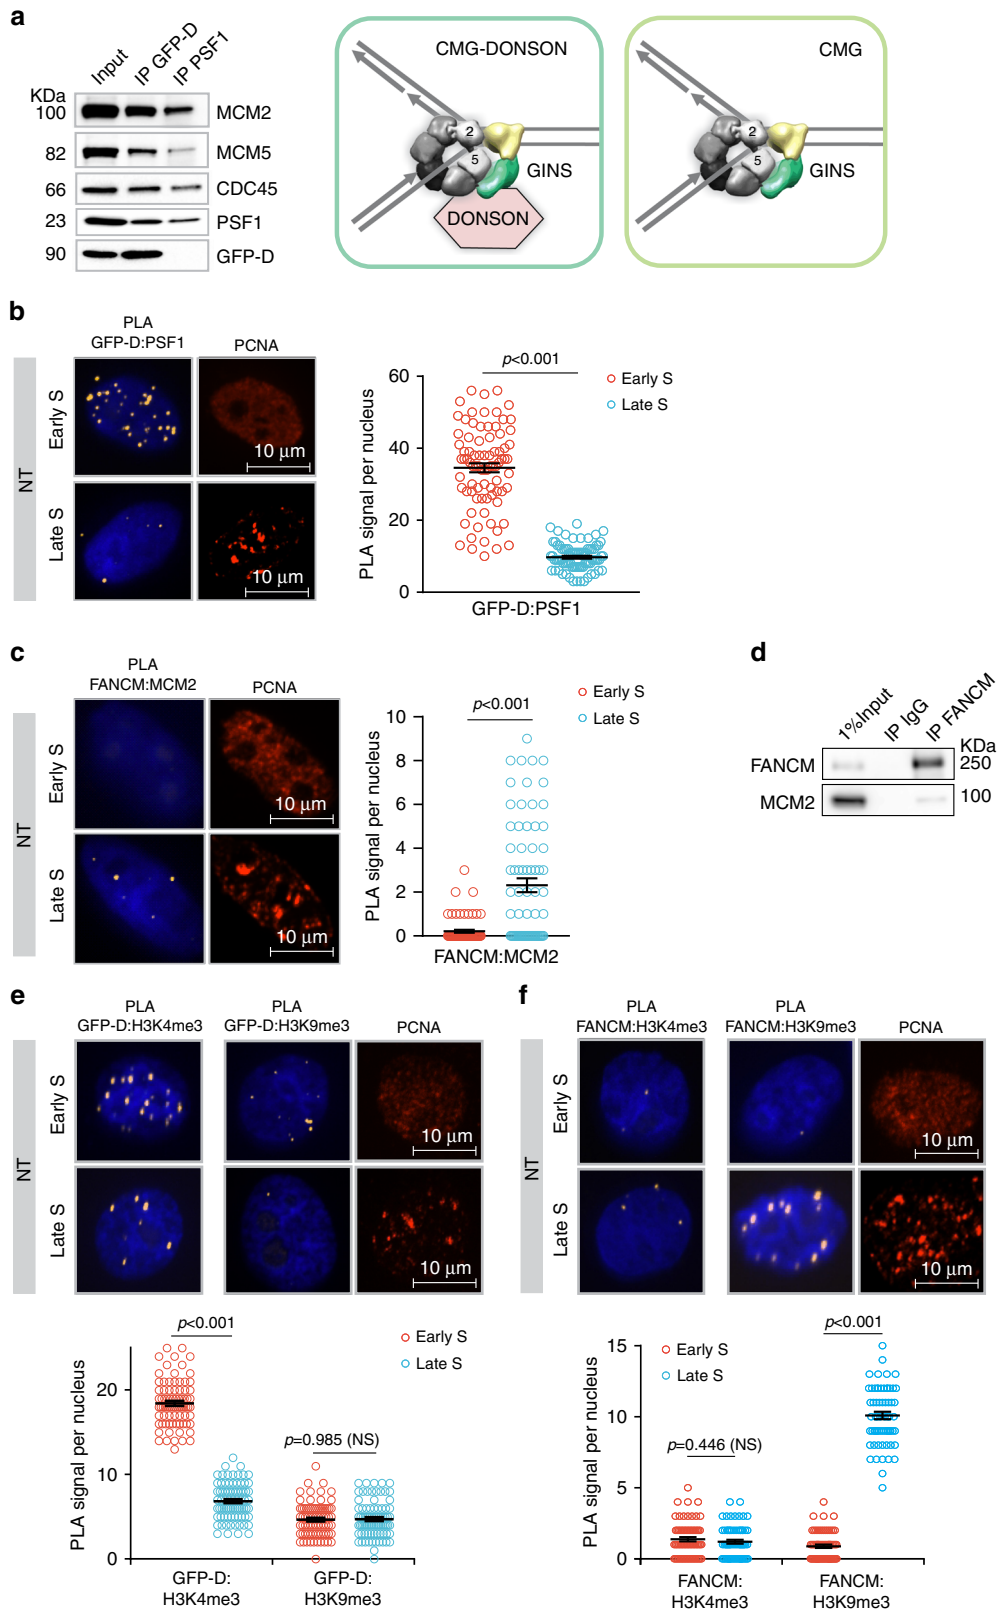 a
Input
IP GFP-D
IP PSF1
KDa
100
MCM2
82
MCM5
66
CDC45
23
PSF1
90
GFP-D
CMG-DONSON
2
5
GINS
DONSON
CMG
2
5
GINS
b
PLA
GFP-D:PSF1
PCNA
NT
Early S
10 µm
Late S
10 µm
PLA signal per nucleus
60
40
20
0
p<0.001
Early S
Late S
GFP-D:PSF1
c
PLA
FANCM:MCM2
PCNA
NT
Early S
10 µm
Late S
10 µm
PLA signal per nucleus
10
8
6
4
2
0
p<0.001
Early S
Late S
FANCM:MCM2
d
1%Input
IP IgG
IP FANCM
KDa
FANCM
250
MCM2
100
e
PLA
GFP-D:H3K4me3
PLA
GFP-D:H3K9me3
PCNA
NT
Early S
10 µm
Late S
10 µm
PLA signal per nucleus
20
10
0
p<0.001
p=0.985 (NS)
Early S
Late S
GFP-D:
H3K4me3
GFP-D:
H3K9me3
f
PLA
FANCM:H3K4me3
PLA
FANCM:H3K9me3
PCNA
NT
Early S
10 µm
Late S
10 µm
PLA signal per nucleus
15
10
5
0
Early S
Late S
p=0.446 (NS)
p<0.001
FANCM:
H3K4me3
FANCM:
H3K9me3